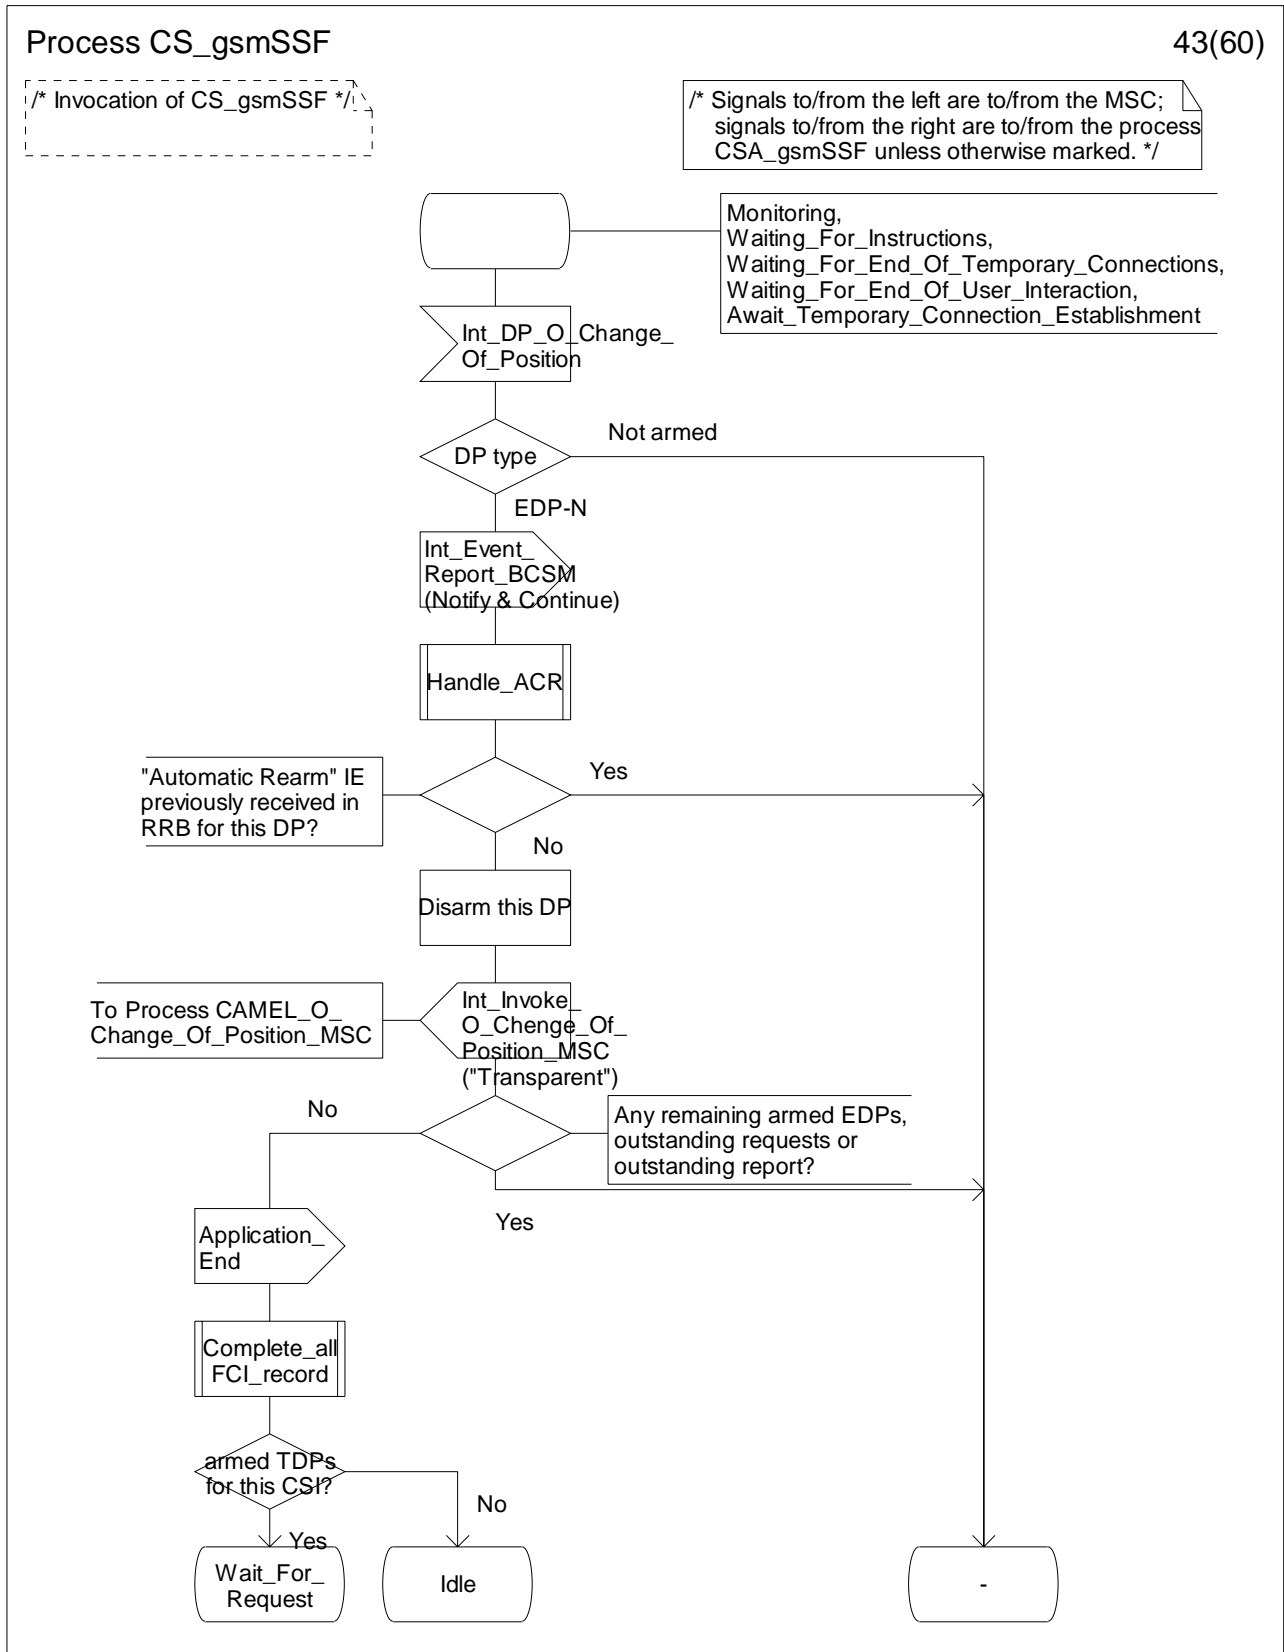 Process CS_gsmSSF
43(60)
/* Invocation of CS_gsmSSF */
/* Signals to/from the left are to/from the MSC;
signals to/from the right are to/from the process
CSA_gsmSSF unless otherwise marked. */
Monitoring,
Waiting_For_Instructions,
Waiting_For_End_Of_Temporary_Connections,
Waiting_For_End_Of_User_Interaction,
Await_Temporary_Connection_Establishment
Int_DP_O_Change_
Of_Position
DP type
Not armed
EDP-N
Int_Event_
Report_BCSM
(Notify & Continue)
Handle_ACR
"Automatic Rearm" IE
previously received in
RRB for this DP?
Yes
No
Disarm this DP
To Process CAMEL_O_
Change_Of_Position_MSC
Int_Invoke_
O_Chenge_Of_
Position_MSC
("Transparent")
No
Any remaining armed EDPs,
outstanding requests or
outstanding report?
Yes
Application_
End
Complete_all
FCI_record
armed TDPs
for this CSI?
No
Yes
Wait_For_
Request
Idle
-